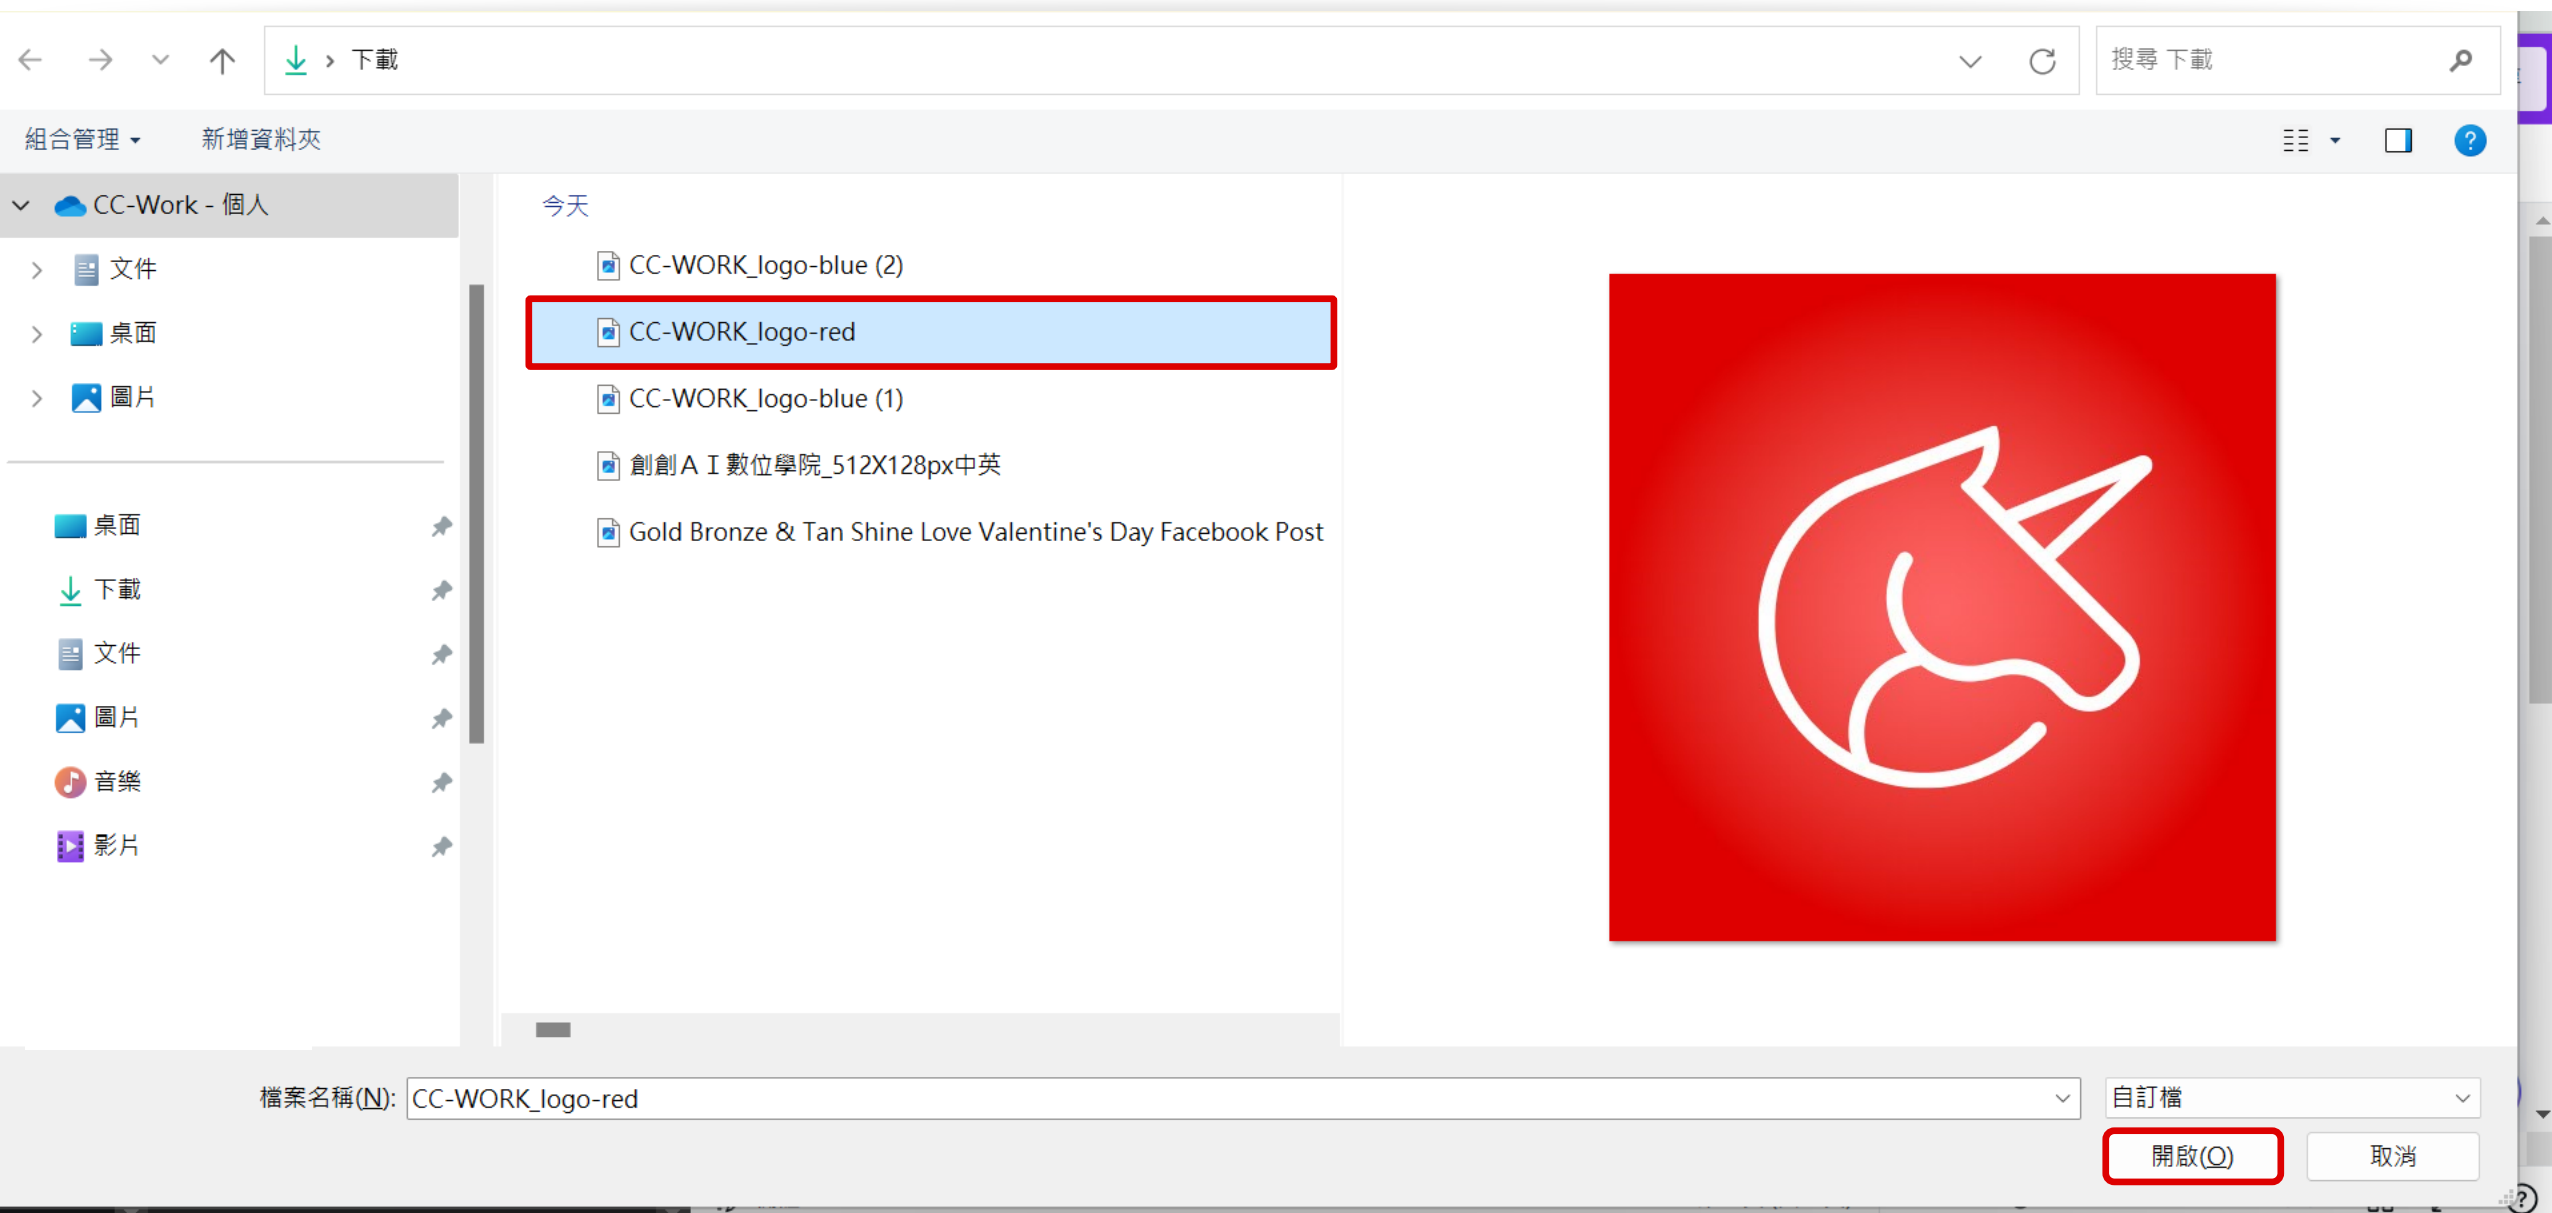 下載
搜尋 下載
組合管理
新增資料夾
CC-Work - 個人
文件
桌面
圖片
桌面
下載
文件
圖片
音樂
影片
今天
CC-WORK_logo-blue (2)
CC-WORK_logo-red
CC-WORK_logo-blue (1)
創創ＡＩ數位學院_512X128px中英
Gold Bronze & Tan Shine Love Valentine's Day Facebook Post
檔案名稱(N): CC-WORK_logo-red
自訂檔
開啟(O)
取消